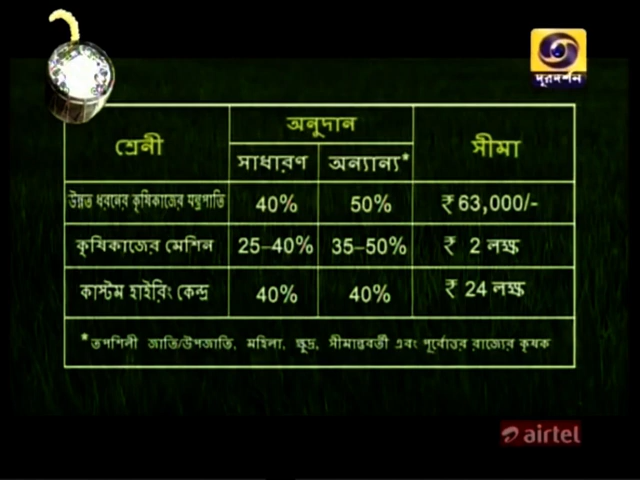 দূরদর্শন
শ্রেনী অনুদান সীমা
সাধারণ অন্যান্য*
উন্নত ধরনের কৃষিকাজের যন্ত্রপাতি 40% 50% ₹ 63,000/-
কৃষিকাজের মেশিন 25–40% 35–50% ₹ 2 লক্ষ
কাস্টম হাইরিং কেন্দ্র 40% 40% ₹ 24 লক্ষ
*তপশিলী জাতি/উপজাতি, মহিলা, ক্ষুদ্র, সীমান্তবর্তী এবং পূর্বোত্তর রাজ্যের কৃষক
airtel